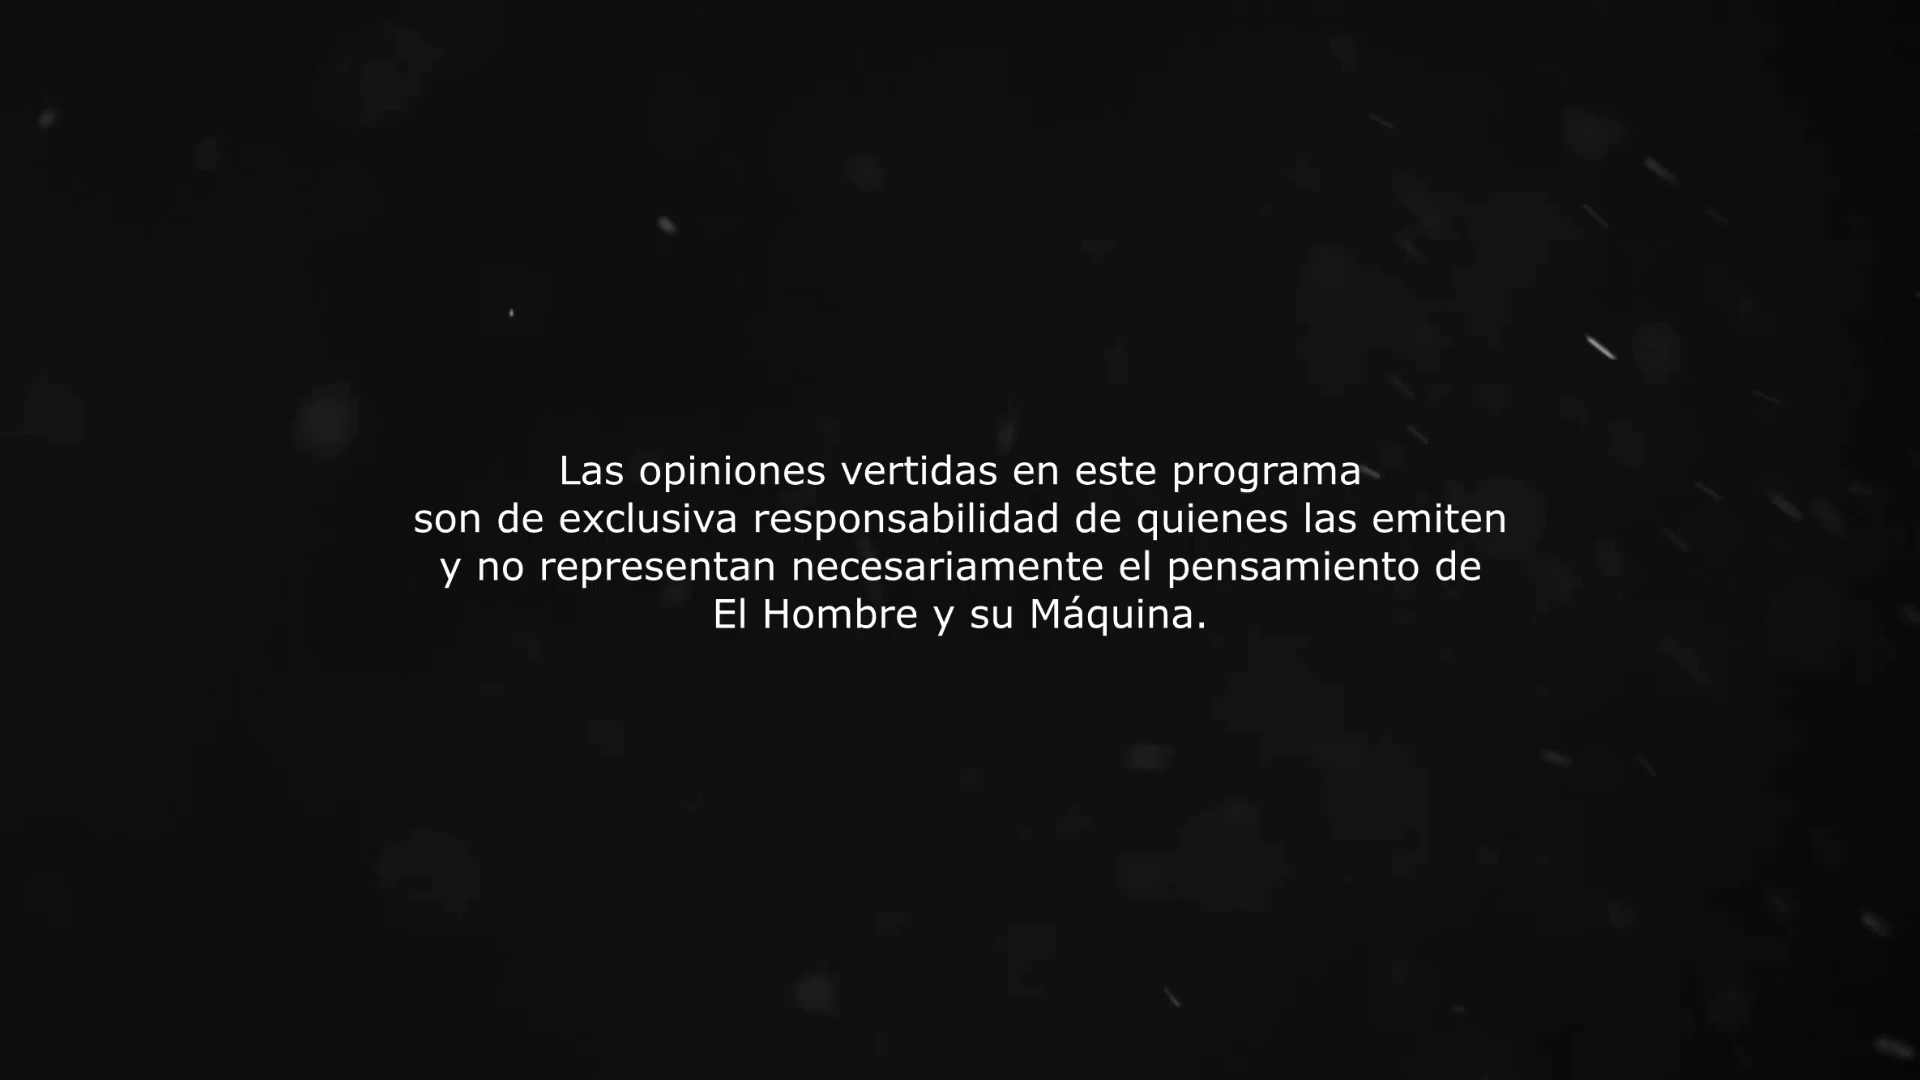 Las opiniones vertidas en este programa
son de exclusiva responsabilidad de quienes las emiten
y no representan necesariamente el pensamiento de
El Hombre y su Máquina.